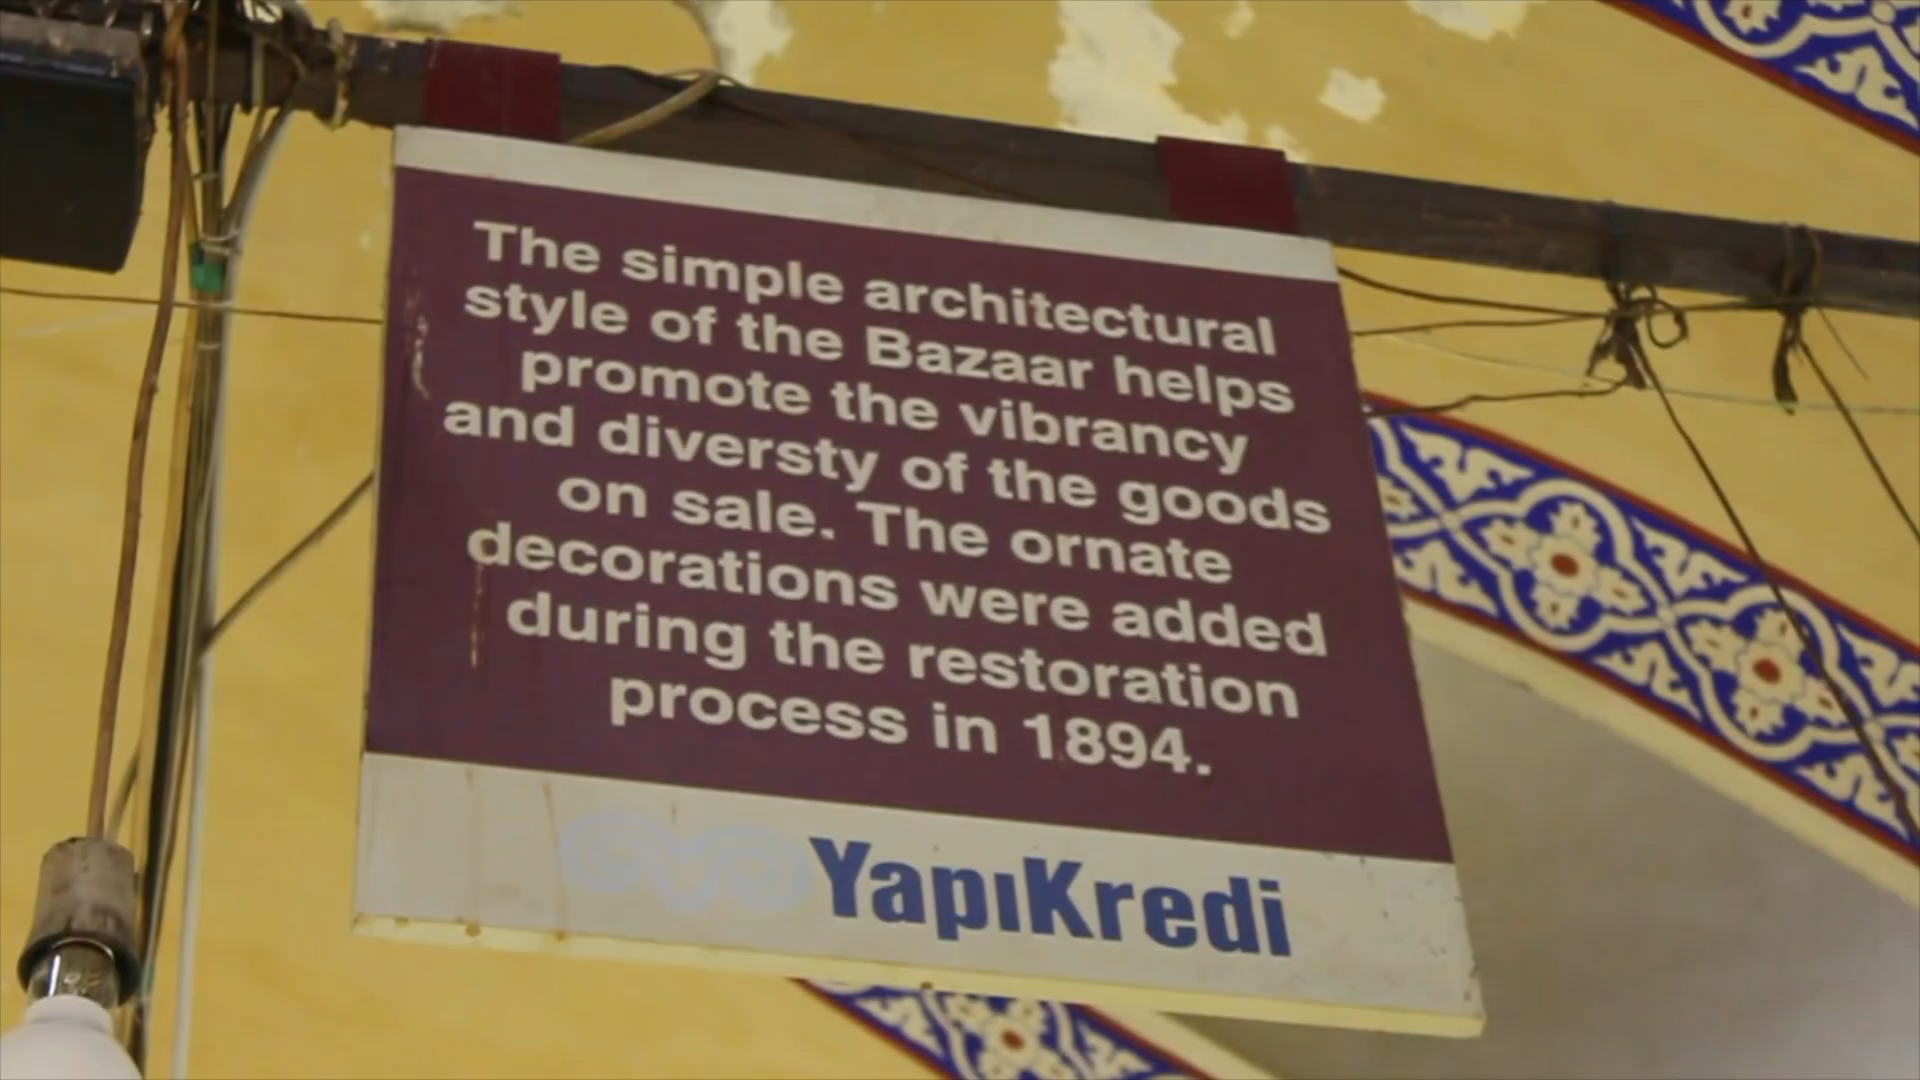 The simple architectural
style of the Bazaar helps
promote the vibrancy
and diversty of the goods
on sale. The ornate
decorations were added
during the restoration
process in 1894.
YapıKredi